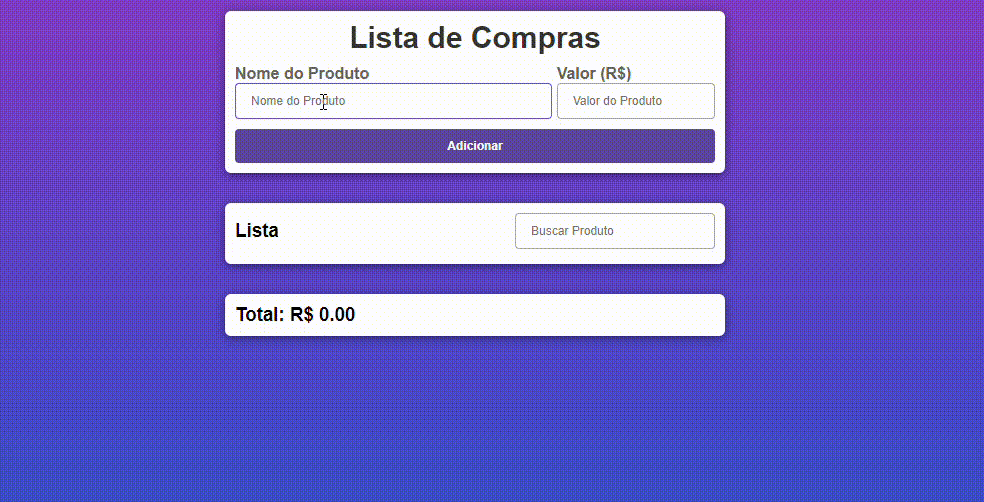 Lista de Compras
Nome do Produto Valor (R$)
Nome do Produto Valor do Produto
Adicionar
Lista Buscar Produto
Total: R$ 0.00